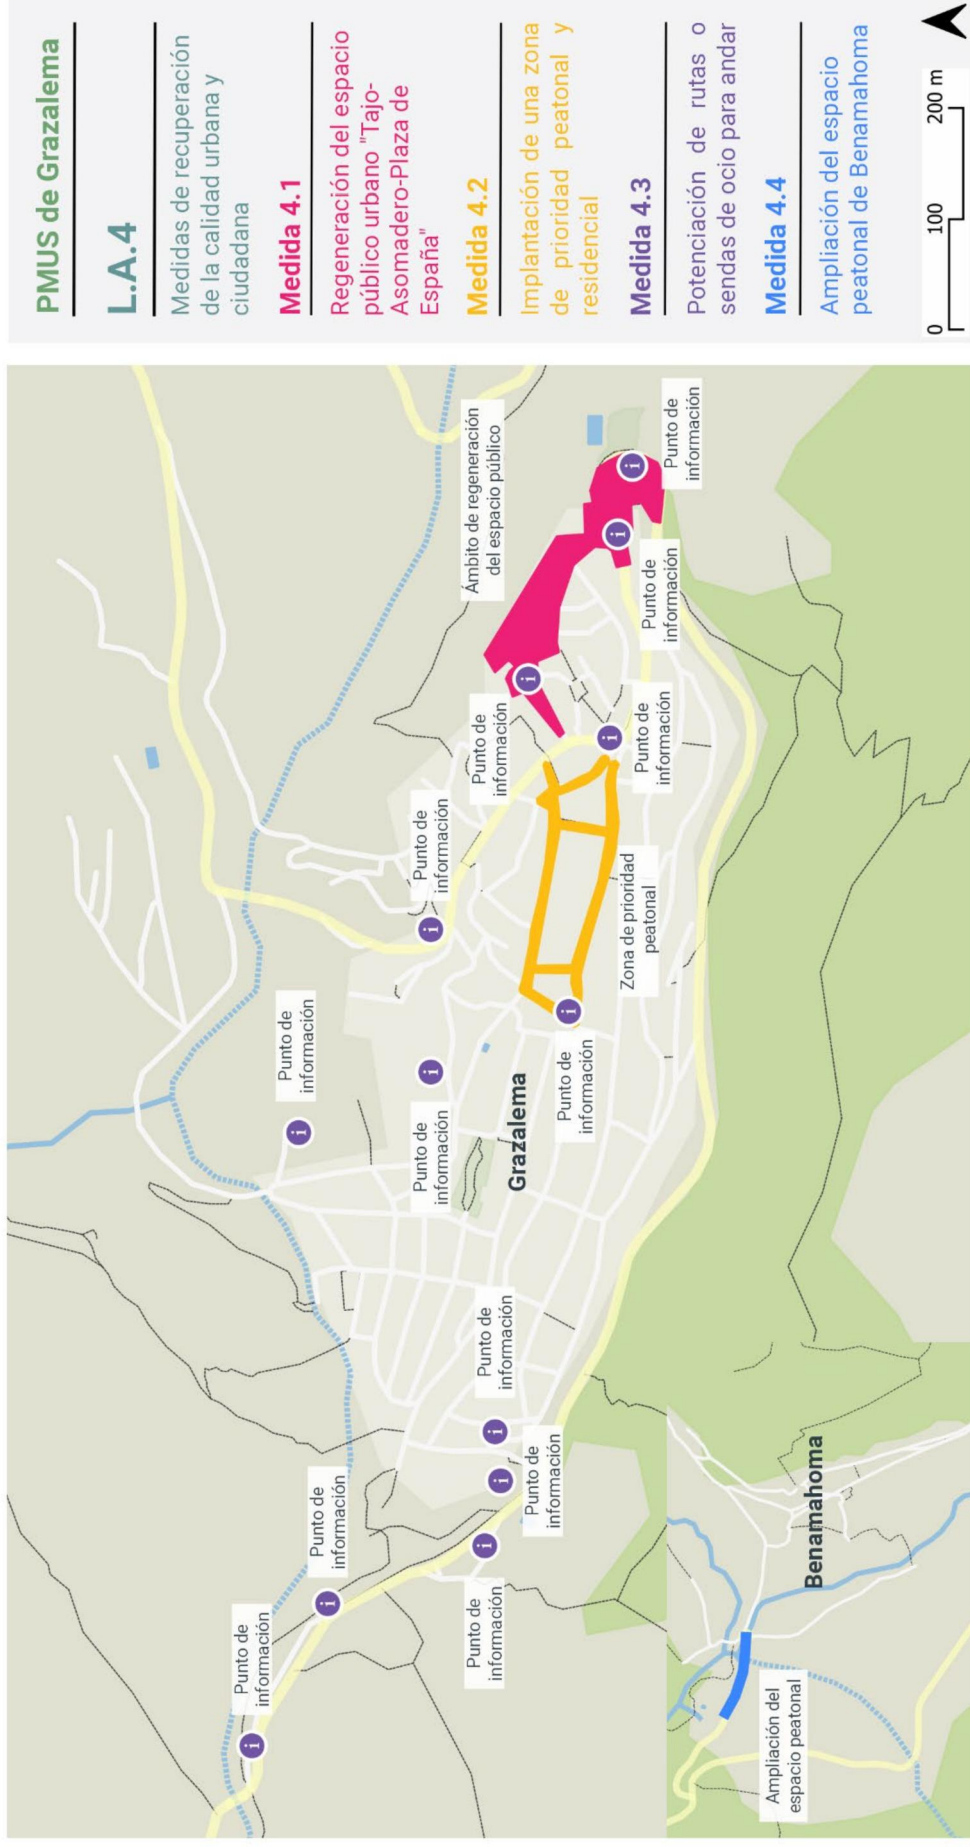 PMUS de Grazalema
L.A.4
Medidas de recuperación
de la calidad urbana y
ciudadana
Medida 4.1
Regeneración del espacio
público urbano "Tajo-
Asomadero-Plaza de
España"
Medida 4.2
Implantación de una zona
de prioridad peatonal y
residencial
Medida 4.3
Potenciación de rutas o
sendas de ocio para andar
Medida 4.4
Ampliación del espacio
peatonal de Benamahoma
0 100 200 m
Punto de
información
Punto de
información
Punto de
información
Punto de
información
Punto de
información
Punto de
información
Punto de
información
Grazalema
Punto de
información
Punto de
información
Zona de prioridad
peatonal
Punto de
información
Punto de
información
Ámbito de regeneración
del espacio público
Punto de
información
Punto de
información
Ampliación del
espacio peatonal
Benamahoma